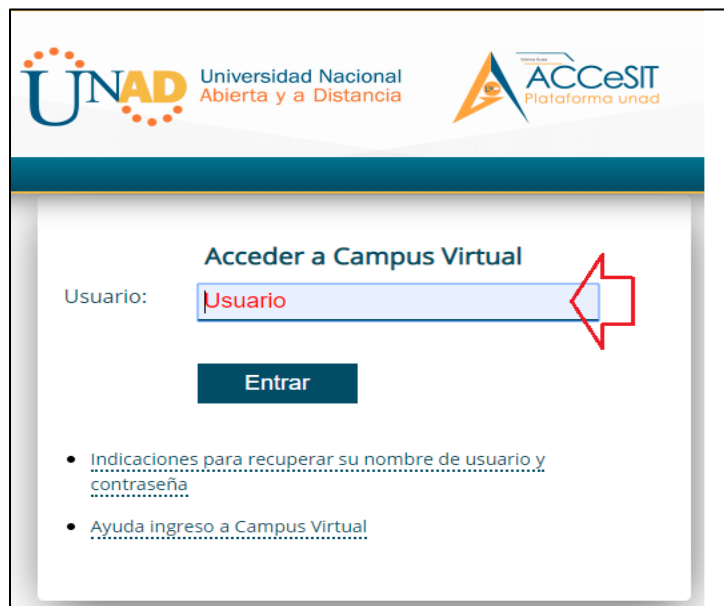 UNAD
Universidad Nacional
Abierta y a Distancia
ACCeSIT
Plataforma unad
Acceder a Campus Virtual
Usuario:
Usuario
Entrar
Indicaciones para recuperar su nombre de usuario y
contraseña
Ayuda ingreso a Campus Virtual